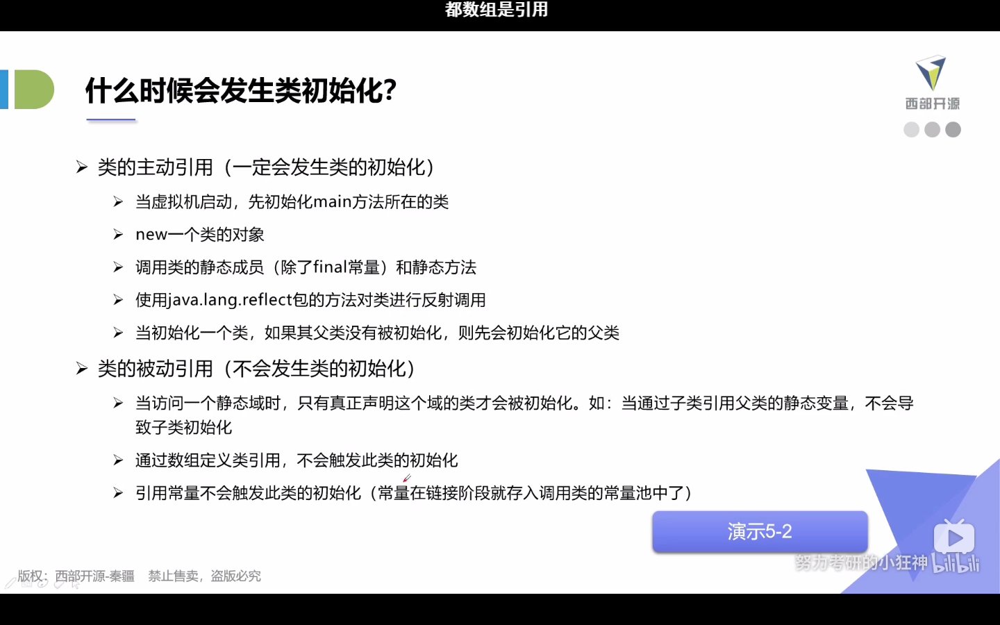 都数组是引用
什么时候会发生类初始化?
西部开源
类的主动引用（一定会发生类的初始化）
当虚拟机启动，先初始化main方法所在的类
new一个类的对象
调用类的静态成员（除了final常量）和静态方法
使用java.lang.reflect包的方法对类进行反射调用
当初始化一个类，如果其父类没有被初始化，则先会初始化它的父类
类的被动引用（不会发生类的初始化）
当访问一个静态域时，只有真正声明这个域的类才会被初始化。如：当通过子类引用父类的静态变量，不会导
致子类初始化
通过数组定义类引用，不会触发此类的初始化
引用常量不会触发此类的初始化（常量在链接阶段就存入调用类的常量池中了）
演示5-2
努力考研的小狂神 bilibili
版权：西部开源-秦疆 禁止售卖，盗版必究